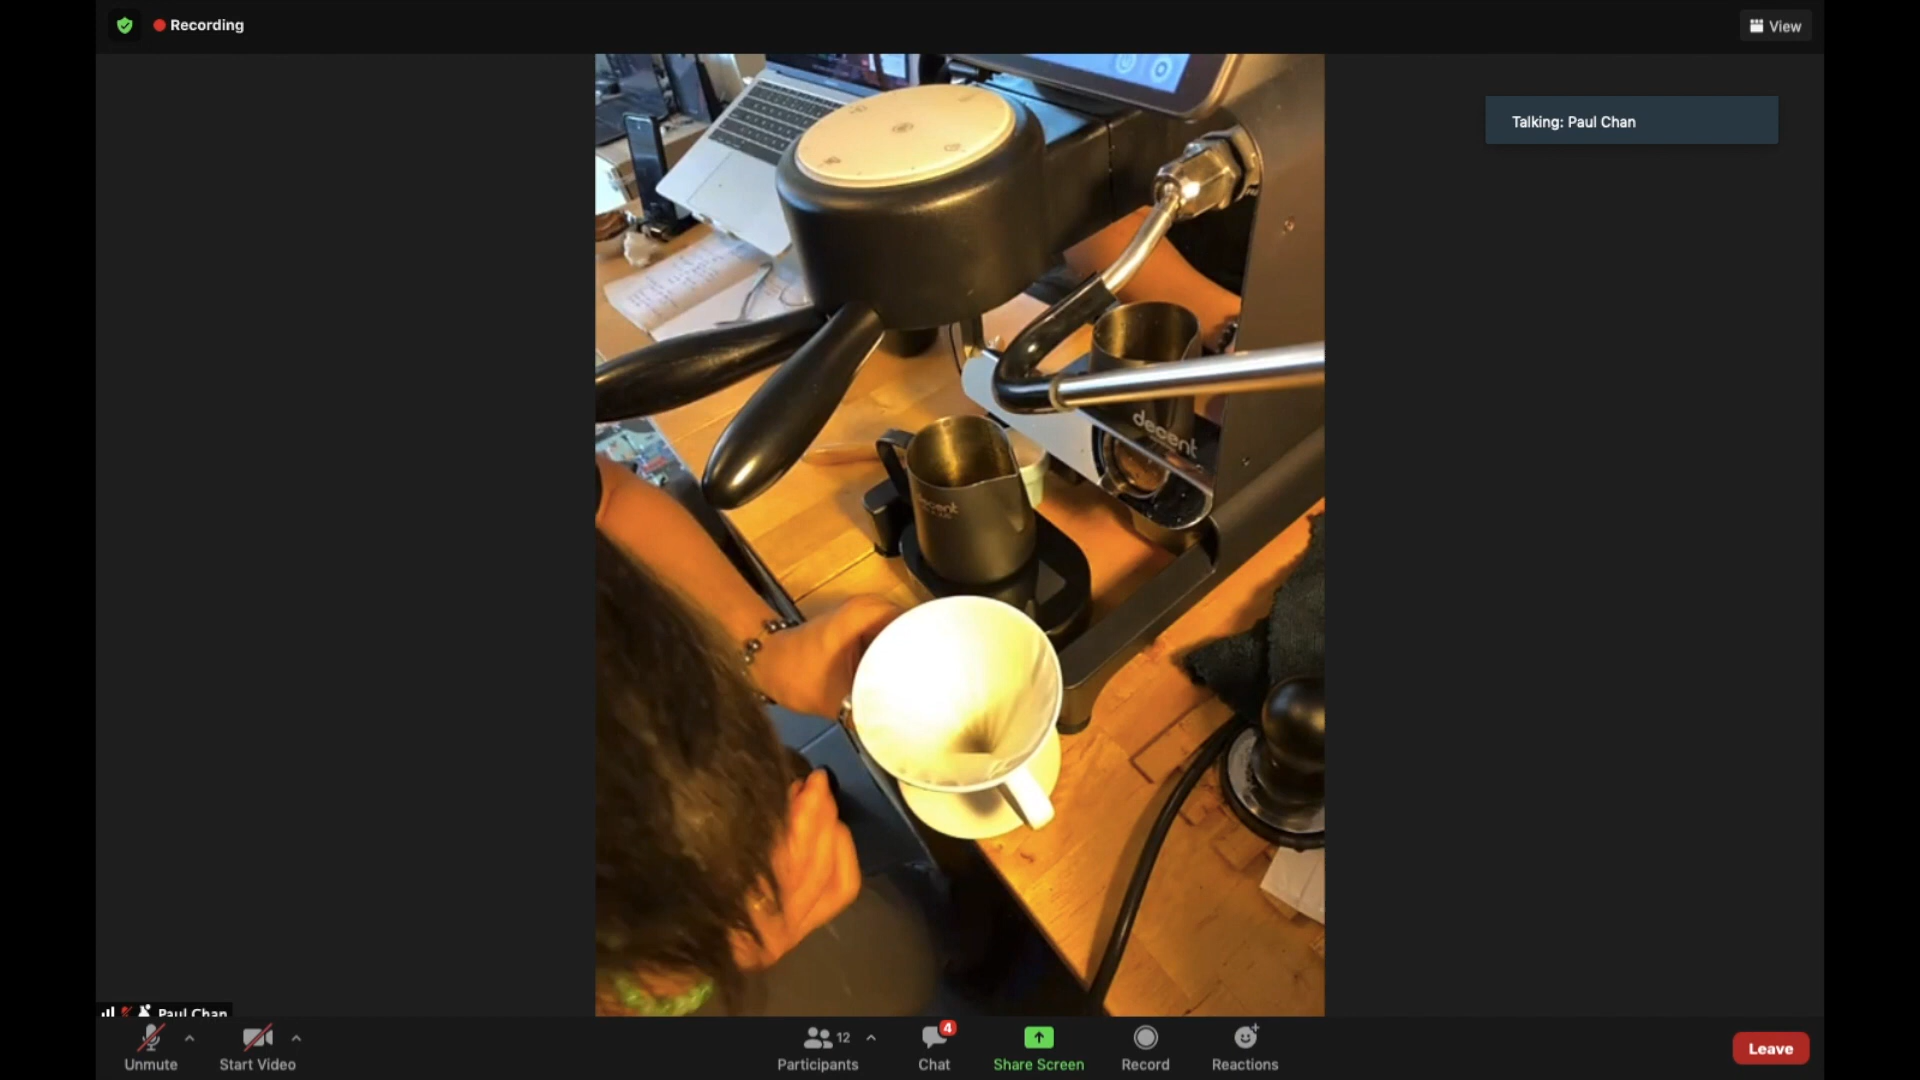 Recording
View
Talking: Paul Chan
decent
decent
Paul Chan
Unmute
Start Video
12
Participants
4
Chat
Share Screen
Record
Reactions
Leave